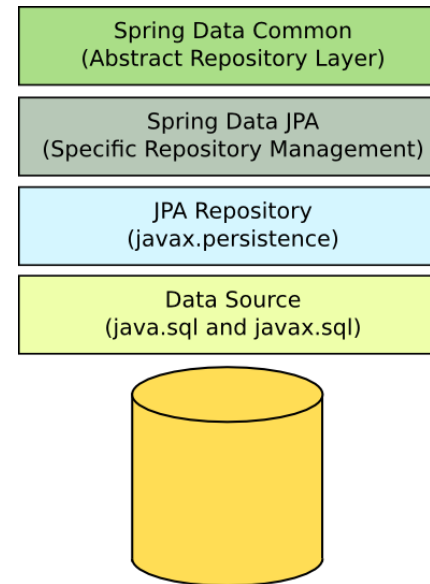 Spring Data Common
(Abstract Repository Layer)
Spring Data JPA
(Specific Repository Management)
JPA Repository
(javax.persistence)
Data Source
(java.sql and javax.sql)